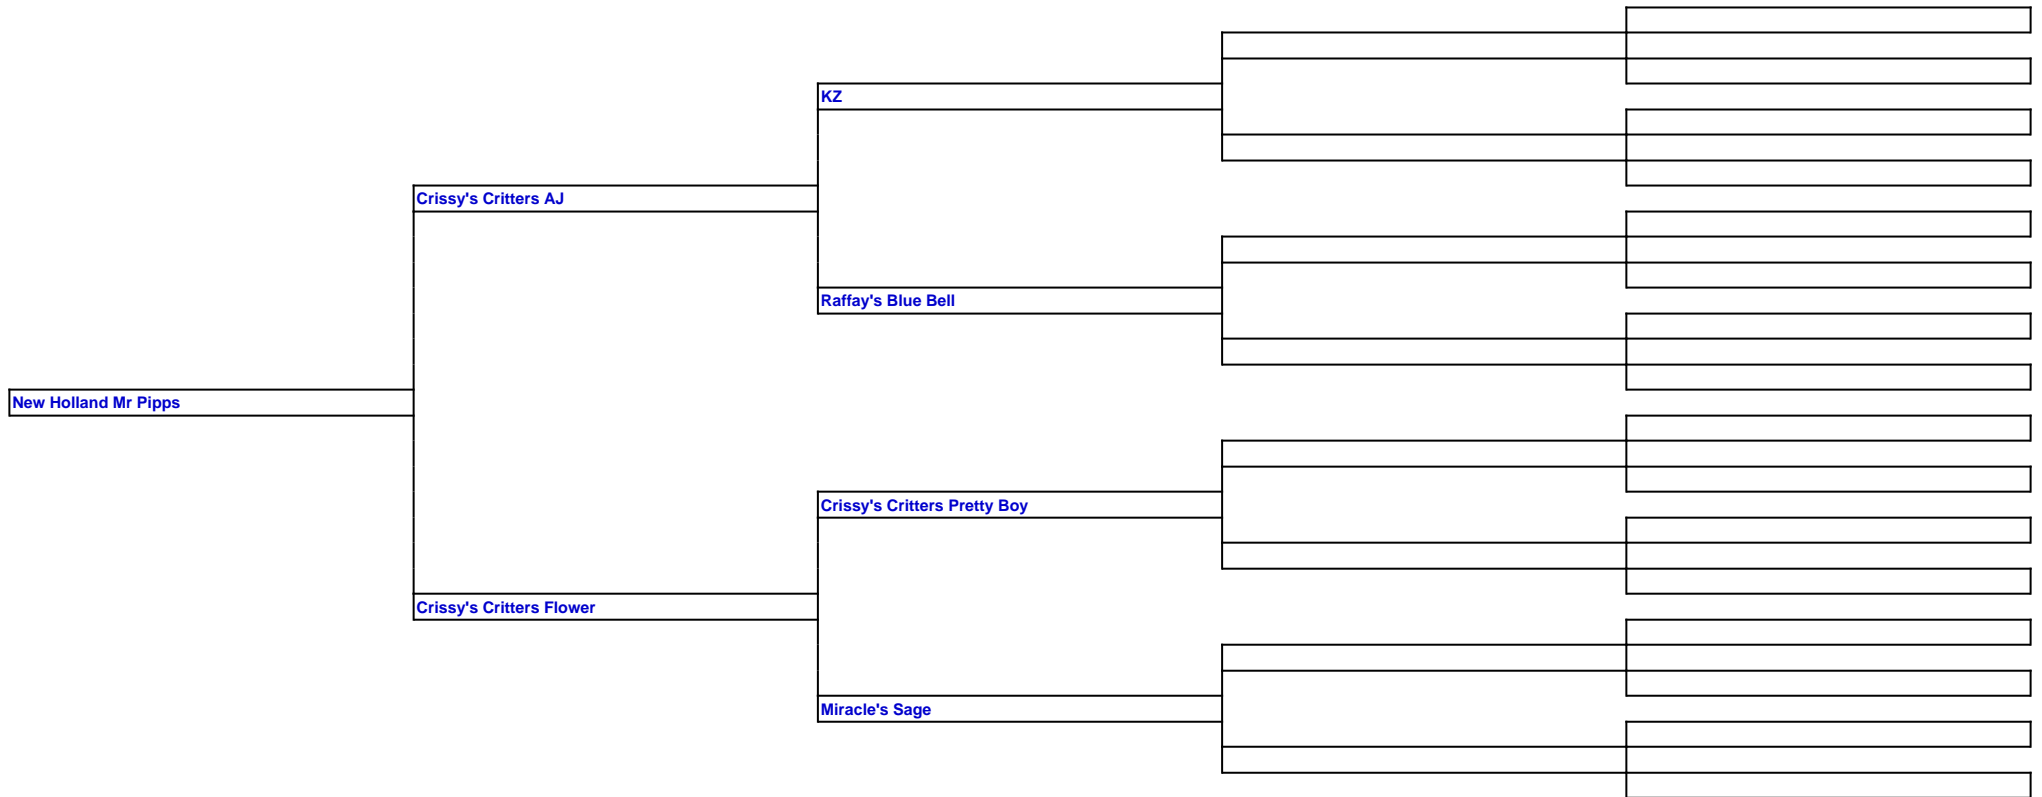 KZ
Crissy's Critters AJ
Raffay's Blue Bell
New Holland Mr Pipps
Crissy's Critters Pretty Boy
Crissy's Critters Flower
Miracle's Sage